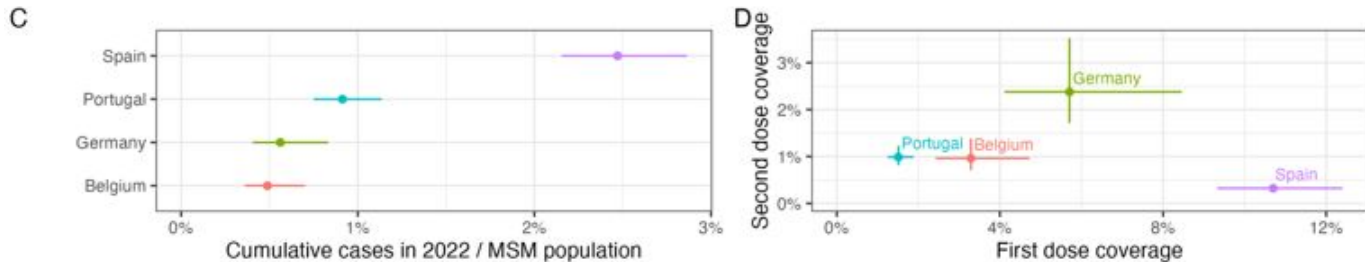 C
Spain
Portugal
Germany
Belgium
0%
1%
2%
3%
Cumulative cases in 2022 / MSM population
D
Second dose coverage
3%
2%
1%
0%
Germany
Portugal
Belgium
Spain
0%
4%
8%
12%
First dose coverage